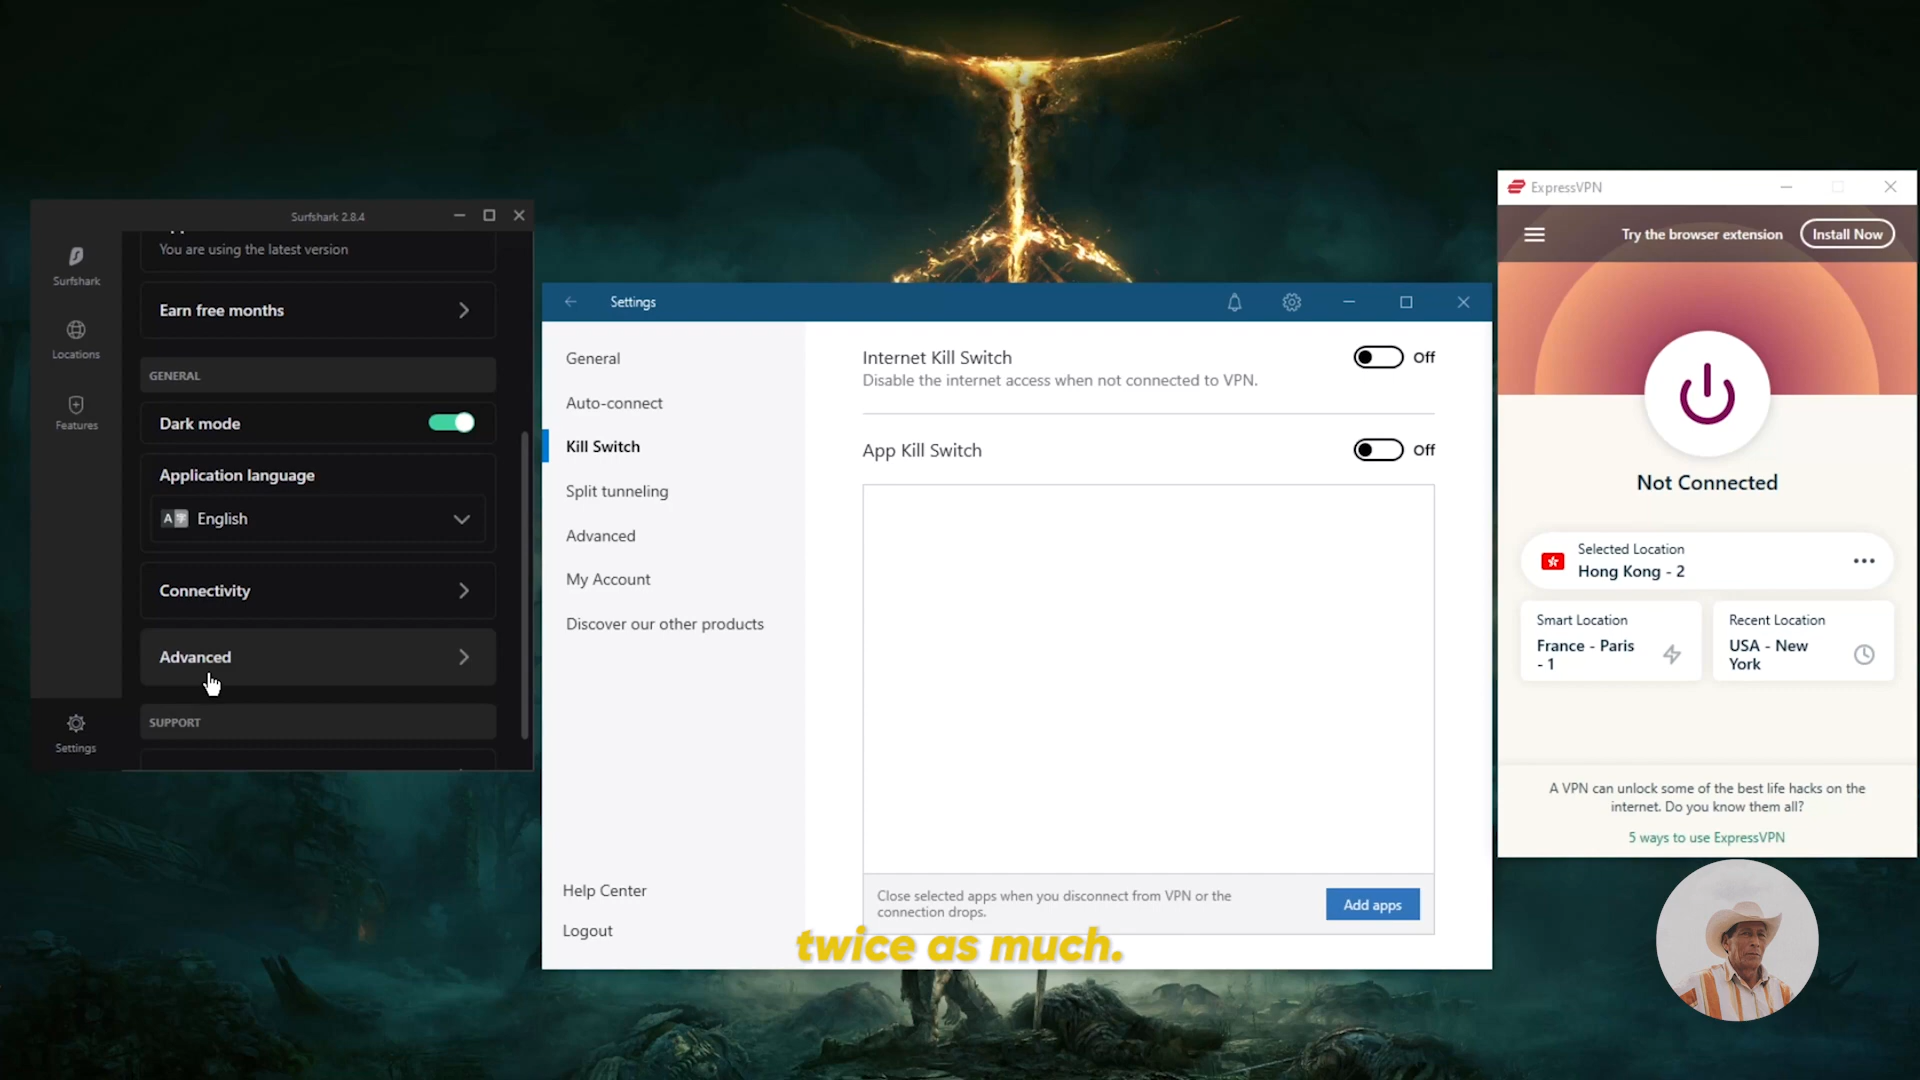 Surfshark 2.8.4
You are using the latest version
Surfshark
Earn free months
Locations
GENERAL
Features
Dark mode
Application language
English
Connectivity
Advanced
SUPPORT
Settings
Settings
General
Auto-connect
Kill Switch
Split tunneling
Advanced
My Account
Discover our other products
Help Center
Logout
Internet Kill Switch
Off
Disable the internet access when not connected to VPN.
App Kill Switch
Off
Close selected apps when you disconnect from VPN or the
connection drops.
Add apps
twice as much.
ExpressVPN
Try the browser extension
Install Now
Not Connected
Selected Location
Hong Kong - 2
Smart Location
France - Paris
- 1
Recent Location
USA - New
York
A VPN can unlock some of the best life hacks on the
internet. Do you know them all?
5 ways to use ExpressVPN